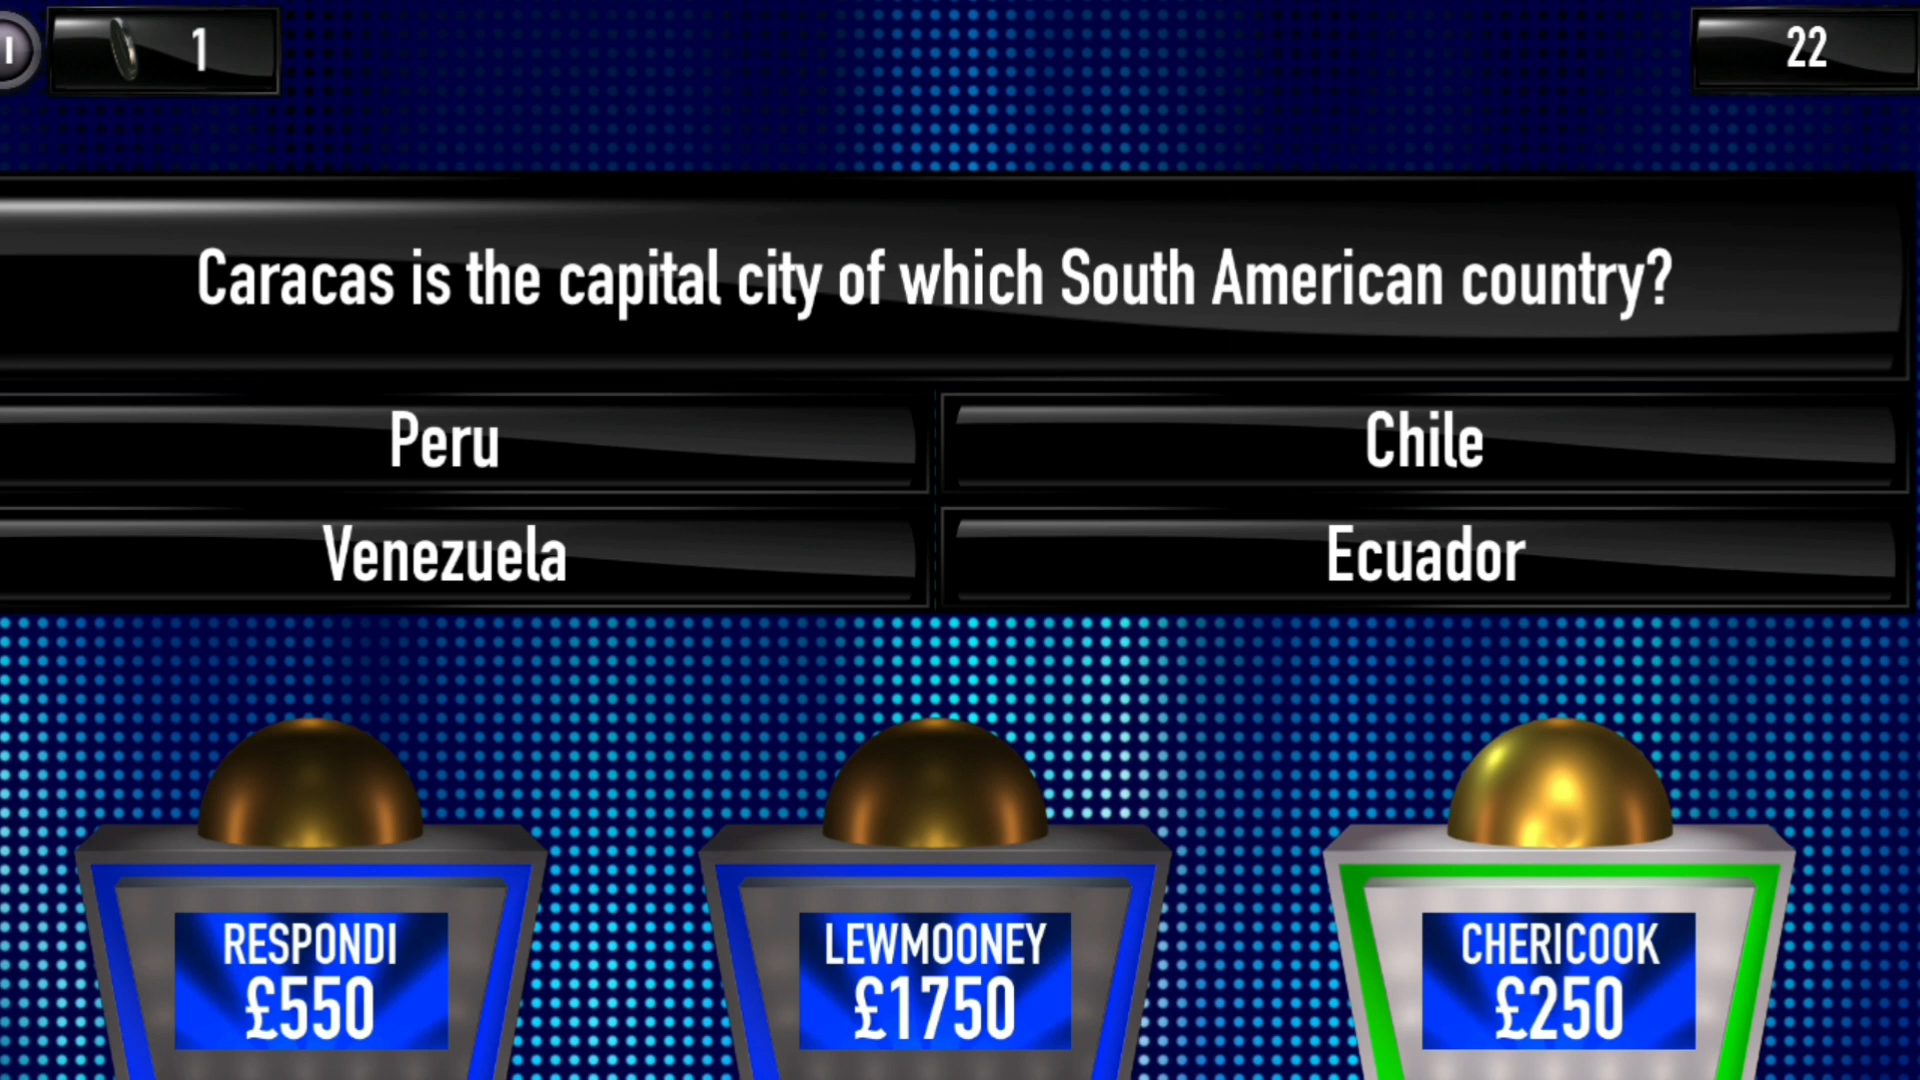 1
22
Caracas is the capital city of which South American country?
Peru
Chile
Venezuela
Ecuador
RESPONDI
£550
LEWMOONEY
£1750
CHERICOOK
£250